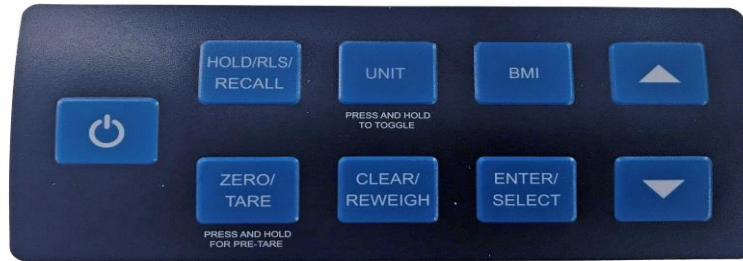 HOLD/RLS/
RECALL
UNIT
PRESS AND HOLD
TO TOGGLE
BMI
ZERO/
TARE
PRESS AND HOLD
FOR PRE-TARE
CLEAR/
REWEIGH
ENTER/
SELECT